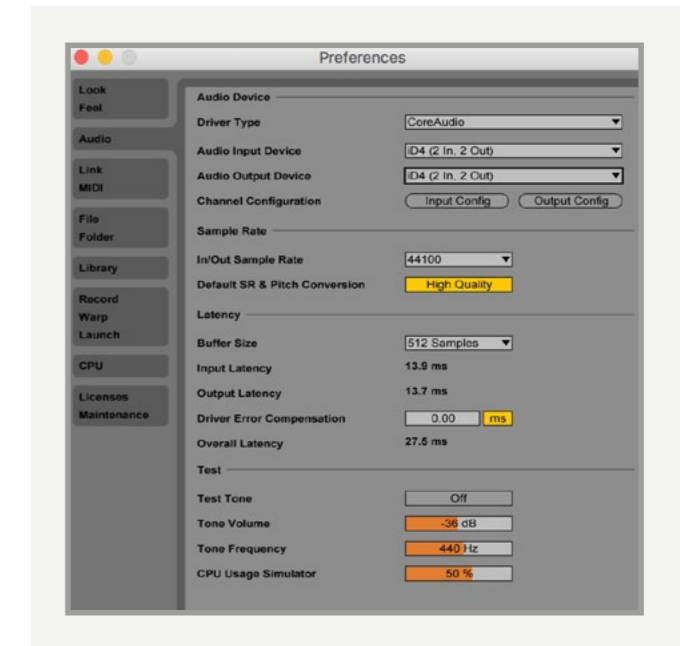 Preferences
Look
Feel
Audio
Link
MIDI
File
Folder
Library
Record
Warp
Launch
CPU
Licenses
Maintenance
Audio Device
Driver Type CoreAudio
Audio Input Device iD4 (2 In, 2 Out)
Audio Output Device iD4 (2 In, 2 Out)
Channel Configuration Input Config Output Config
Sample Rate
In/Out Sample Rate 44100
Default SR & Pitch Conversion High Quality
Latency
Buffer Size 512 Samples
Input Latency 13.9 ms
Output Latency 13.7 ms
Driver Error Compensation 0.00 ms
Overall Latency 27.5 ms
Test
Test Tone Off
Tone Volume -36 dB
Tone Frequency 440 Hz
CPU Usage Simulator 50 %